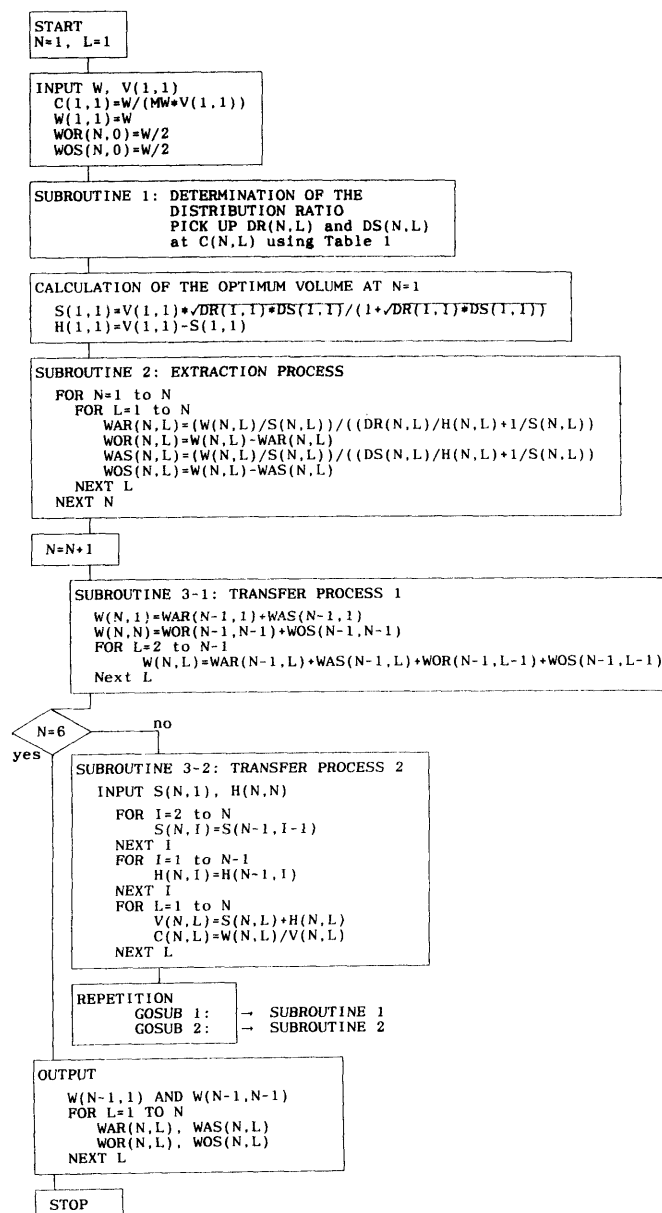 START
N=1, L=1
INPUT W, V(1,1)
C(1,1)=W/(MW*V(1,1))
W(1,1)=W
WOR(N,0)=W/2
WOS(N,0)=W/2
SUBROUTINE 1: DETERMINATION OF THE
DISTRIBUTION RATIO
PICK UP DR(N,L) and DS(N,L)
at C(N,L) using Table 1
CALCULATION OF THE OPTIMUM VOLUME AT N=1
S(1,1)=V(1,1)*√DR(1,1)*DS(1,1)/(1+√DR(1,1)*DS(1,1))
H(1,1)=V(1,1)-S(1,1)
SUBROUTINE 2: EXTRACTION PROCESS
FOR N=1 to N
FOR L=1 to N
WAR(N,L)=(W(N,L)/S(N,L))/((DR(N,L)/H(N,L)+1/S(N,L))
WOR(N,L)=W(N,L)-WAR(N,L)
WAS(N,L)=(W(N,L)/S(N,L))/((DS(N,L)/H(N,L)+1/S(N,L))
WOS(N,L)=W(N,L)-WAS(N,L)
NEXT L
NEXT N
N=N+1
SUBROUTINE 3-1: TRANSFER PROCESS 1
W(N,1)=WAR(N-1,1)+WAS(N-1,1)
W(N,N)=WOR(N-1,N-1)+WOS(N-1,N-1)
FOR L=2 to N-1
W(N,L)=WAR(N-1,L)+WAS(N-1,L)+WOR(N-1,L-1)+WOS(N-1,L-1)
Next L
N=6
no
yes
SUBROUTINE 3-2: TRANSFER PROCESS 2
INPUT S(N,1), H(N,N)
FOR I=2 to N
S(N,I)=S(N-1,I-1)
NEXT I
FOR I=1 to N-1
H(N,I)=H(N-1,I)
NEXT I
FOR L=1 to N
V(N,L)=S(N,L)+H(N,L)
C(N,L)=W(N,L)/V(N,L)
NEXT L
REPETITION
GOSUB 1: → SUBROUTINE 1
GOSUB 2: → SUBROUTINE 2
OUTPUT
W(N-1,1) AND W(N-1,N-1)
FOR L=1 TO N
WAR(N,L), WAS(N,L)
WOR(N,L), WOS(N,L)
NEXT L
STOP